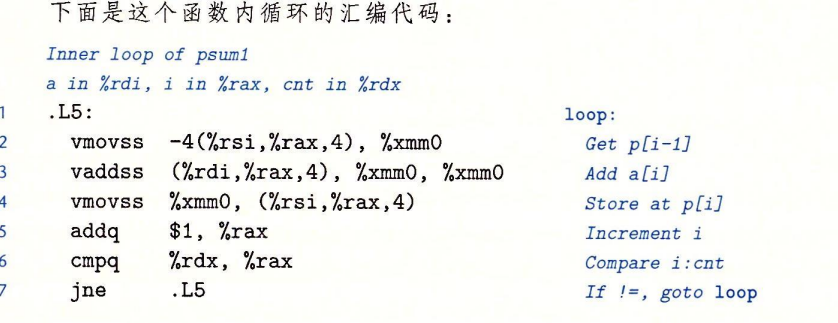 下面是这个函数内循环的汇编代码：
Inner loop of psum1
a in %rdi, i in %rax, cnt in %rdx
1 .L5: loop:
2 vmovss -4(%rsi,%rax,4), %xmm0 Get p[i-1]
3 vaddss (%rdi,%rax,4), %xmm0, %xmm0 Add a[i]
4 vmovss %xmm0, (%rsi,%rax,4) Store at p[i]
5 addq $1, %rax Increment i
6 cmpq %rdx, %rax Compare i:cnt
7 jne .L5 If !=, goto loop